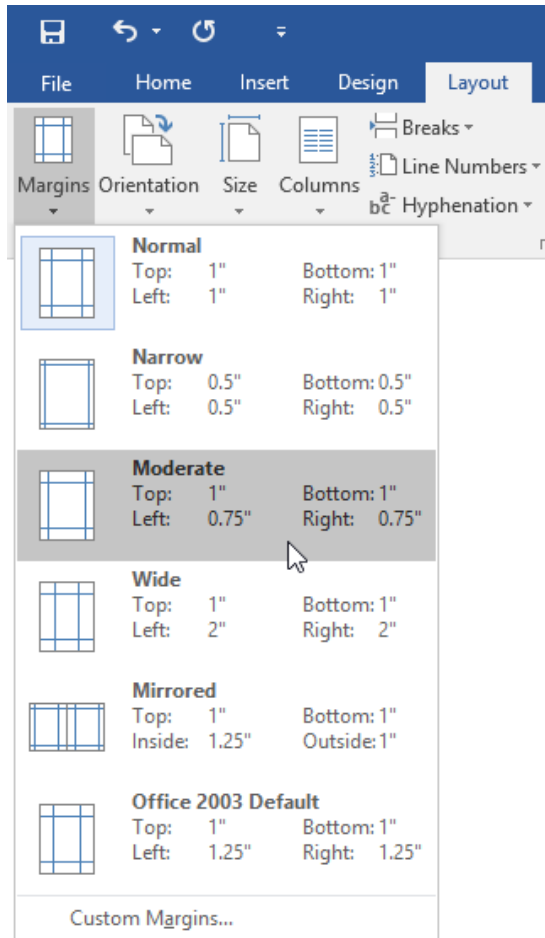 File Home Insert Design Layout
Breaks
Line Numbers
Margins Orientation Size Columns
Hyphenation
Normal
Top: 1" Bottom: 1"
Left: 1" Right: 1"
Narrow
Top: 0.5" Bottom: 0.5"
Left: 0.5" Right: 0.5"
Moderate
Top: 1" Bottom: 1"
Left: 0.75" Right: 0.75"
Wide
Top: 1" Bottom: 1"
Left: 2" Right: 2"
Mirrored
Top: 1" Bottom: 1"
Inside: 1.25" Outside: 1"
Office 2003 Default
Top: 1" Bottom: 1"
Left: 1.25" Right: 1.25"
Custom Margins...